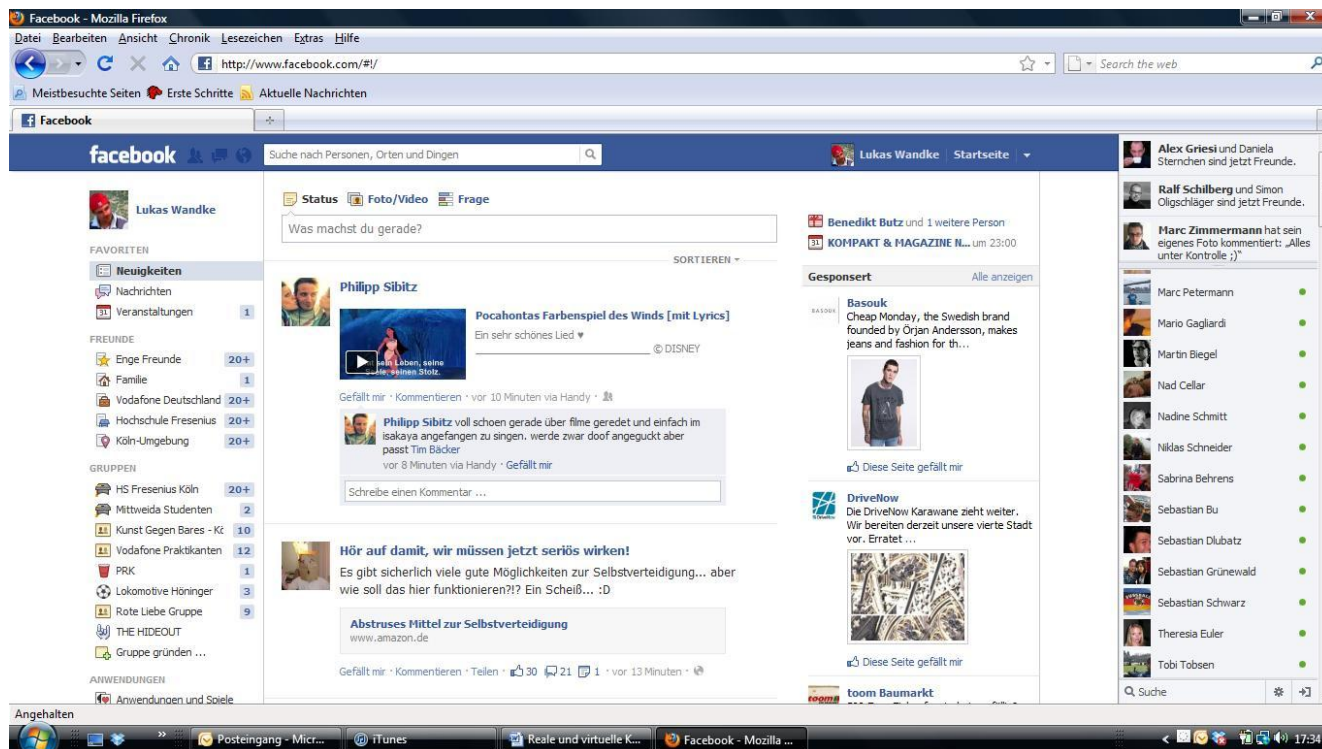 Facebook - Mozilla Firefox
Datei Bearbeiten Ansicht Chronik Lesezeichen Extras Hilfe
http://www.facebook.com/#!/
Search the web
Meistbesuchte Seiten Erste Schritte Aktuelle Nachrichten
Facebook
facebook
Suche nach Personen, Orten und Dingen
Lukas Wandke Startseite
Lukas Wandke
FAVORITEN
Neuigkeiten
Nachrichten
Veranstaltungen 1
FREUNDE
Enge Freunde 20+
Familie 1
Vodafone Deutschland 20+
Hochschule Fresenius 20+
Köln-Umgebung 20+
GRUPPEN
HS Fresenius Köln 20+
Mittweida Studenten 2
Kunst Gegen Bares - Kö 10
Vodafone Praktikanten 12
PRK 1
Lokomotive Höninger 3
Rote Liebe Gruppe 9
THE HIDEOUT
Gruppe gründen ...
ANWENDUNGEN
Anwendungen und Spiele
Status Foto/Video Frage
Was machst du gerade?
SORTIEREN
Philipp Sibitz
Pocahontas Farbenspiel des Winds [mit Lyrics]
Ein sehr schönes Lied ♥
© DISNEY
sein Leben, seine
Seele, seinen Stolz.
Gefällt mir · Kommentieren · vor 10 Minuten via Handy ·
Philipp Sibitz voll schoen gerade über filme geredet und einfach im
isakaya angefangen zu singen. werde zwar doof angeguckt aber
passt Tim Bäcker
vor 8 Minuten via Handy · Gefällt mir
Schreibe einen Kommentar ...
Hör auf damit, wir müssen jetzt seriös wirken!
Es gibt sicherlich viele gute Möglichkeiten zur Selbstverteidigung... aber
wie soll das hier funktionieren?!? Ein Scheiß... :D
Abstruses Mittel zur Selbstverteidigung
www.amazon.de
Gefällt mir · Kommentieren · Teilen · 30 21 1 · vor 13 Minuten ·
Benedikt Butz und 1 weitere Person
31 KOMPAKT & MAGAZINE N... um 23:00
Gesponsert Alle anzeigen
BASOUK
Basouk
Cheap Monday, the Swedish brand
founded by Örjan Andersson, makes
jeans and fashion for th...
Diese Seite gefällt mir
DriveNow
Die DriveNow Karawane zieht weiter.
Wir bereiten derzeit unsere vierte Stadt
vor. Erratet ...
Diese Seite gefällt mir
toom
toom Baumarkt
Alex Griesi und Daniela
Sternchen sind jetzt Freunde.
Ralf Schilberg und Simon
Oligschläger sind jetzt Freunde.
Marc Zimmermann hat sein
eigenes Foto kommentiert: „Alles
unter Kontrolle ;)“
Marc Petermann
Mario Gagliardi
Martin Biegel
Nad Cellar
Nadine Schmitt
Niklas Schneider
Sabrina Behrens
Sebastian Bu
Sebastian Dlubatz
Sebastian Grünewald
Sebastian Schwarz
Theresia Euler
Tobi Tobsen
Suche
Angehalten
Posteingang - Micr... iTunes Reale und virtuelle K... Facebook - Mozilla ... 17:34